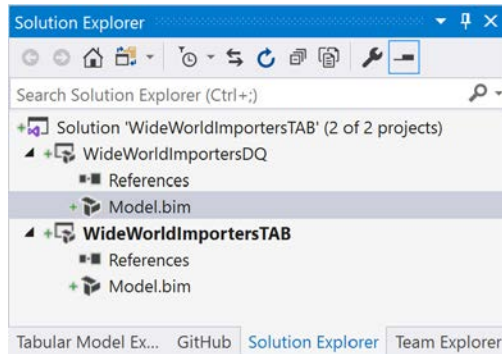 Solution Explorer
Search Solution Explorer (Ctrl+;)
Solution 'WideWorldImportersTAB' (2 of 2 projects)
WideWorldImportersDQ
References
Model.bim
WideWorldImportersTAB
References
Model.bim
Tabular Model Ex... GitHub Solution Explorer Team Explorer